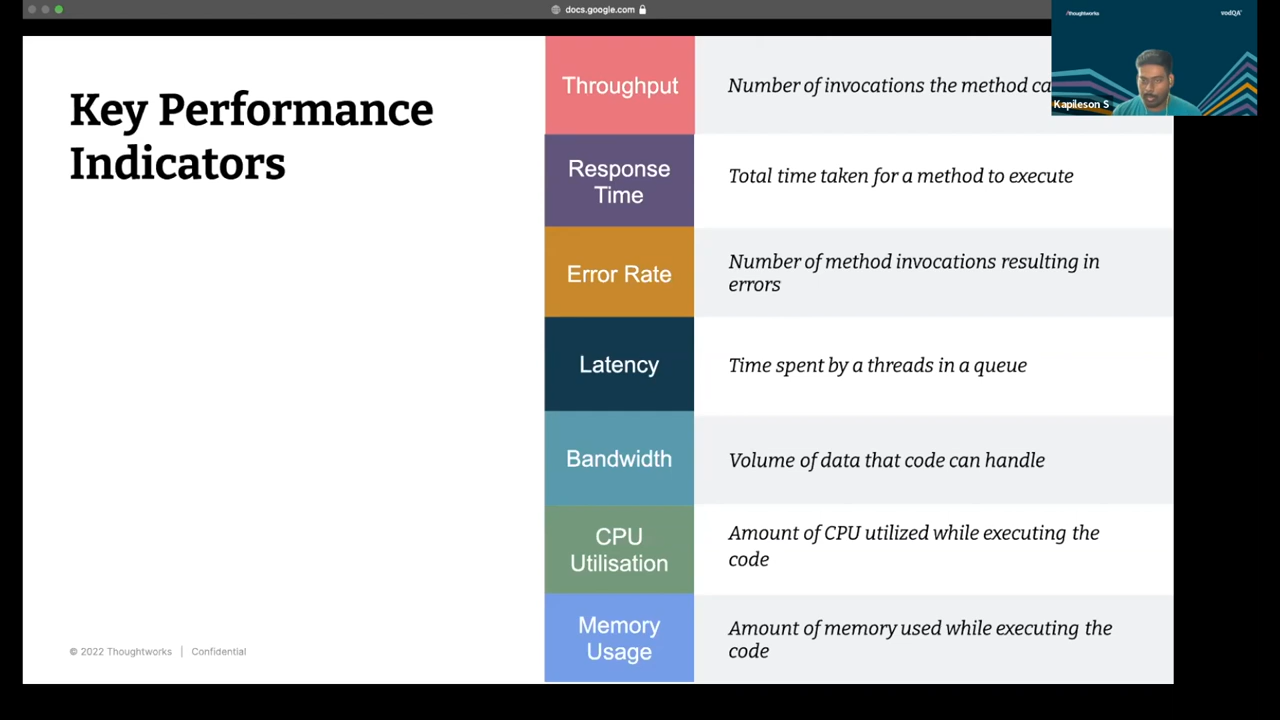 docs.google.com
/thoughtworks
vodQA
Kapileson S
Key Performance
Indicators
Throughput
Number of invocations the method
Response
Time
Total time taken for a method to execute
Error Rate
Number of method invocations resulting in
errors
Latency
Time spent by a threads in a queue
Bandwidth
Volume of data that code can handle
CPU
Utilisation
Amount of CPU utilized while executing the
code
Memory
Usage
Amount of memory used while executing the
code
© 2022 Thoughtworks | Confidential